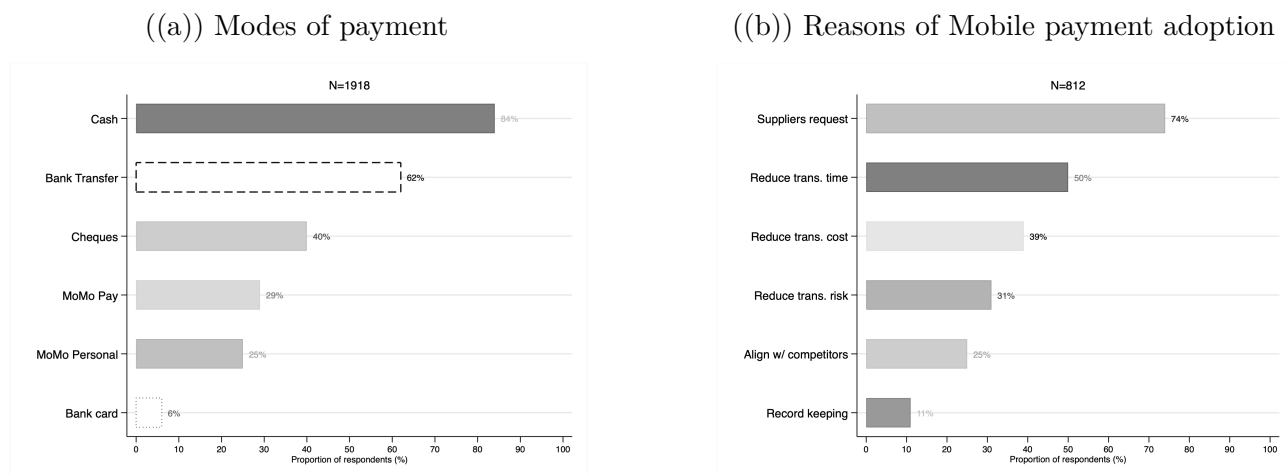 ((a)) Modes of payment
N=1918
Cash 84%
Bank Transfer 62%
Cheques 40%
MoMo Pay 29%
MoMo Personal 25%
Bank card 6%
0 10 20 30 40 50 60 70 80 90 100
Proportion of respondents (%)
((b)) Reasons of Mobile payment adoption
N=812
Suppliers request 74%
Reduce trans. time 50%
Reduce trans. cost 39%
Reduce trans. risk 31%
Align w/ competitors 25%
Record keeping 11%
0 10 20 30 40 50 60 70 80 90 100
Proportion of respondents (%)